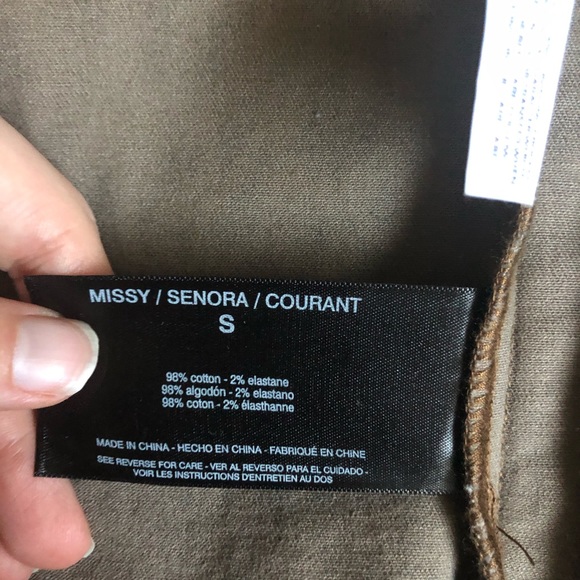 MISSY / SENORA / COURANT
S
98% cotton - 2% elastane
98% algodón - 2% elastano
98% coton - 2% élasthanne
MADE IN CHINA - HECHO EN CHINA - FABRIQUÉ EN CHINE
SEE REVERSE FOR CARE - VER AL REVERSO PARA EL CUIDADO -
VOIR LES INSTRUCTIONS D'ENTRETIEN AU DOS